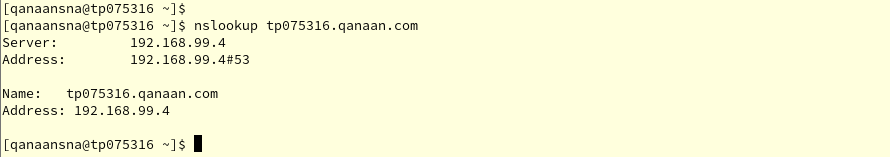 [qanaansna@tp075316 ~]$
[qanaansna@tp075316 ~]$ nslookup tp075316.qanaan.com
Server:         192.168.99.4
Address:        192.168.99.4#53
Name:   tp075316.qanaan.com
Address: 192.168.99.4
[qanaansna@tp075316 ~]$